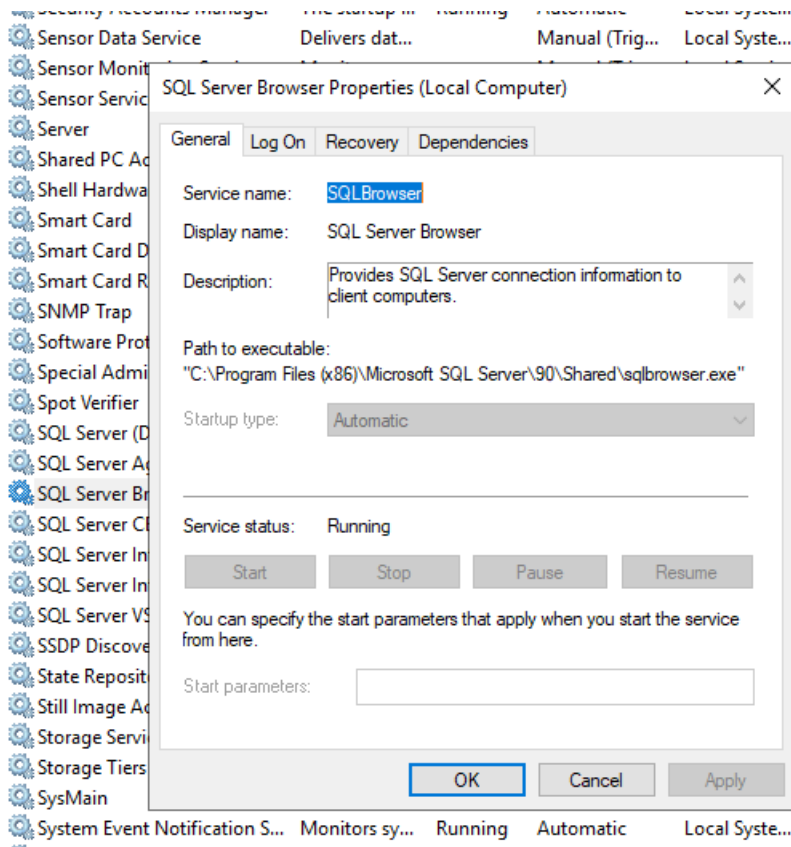 Sensor Data Service Delivers dat... Manual (Trig... Local Syste...
Sensor Monit
SQL Server Browser Properties (Local Computer)
Sensor Servic
Server
General Log On Recovery Dependencies
Shared PC Ac
Shell Hardwa
Service name: SQLBrowser
Smart Card
Display name: SQL Server Browser
Smart Card D
Smart Card R
Description: Provides SQL Server connection information to
client computers.
SNMP Trap
Software Prot
Path to executable:
Special Admi
"C:\Program Files (x86)\Microsoft SQL Server\90\Shared\sqlbrowser.exe"
Spot Verifier
Startup type: Automatic
SQL Server (D
SQL Server Ag
SQL Server Br
SQL Server CE
Service status: Running
SQL Server In
Start Stop Pause Resume
SQL Server In
SQL Server VS
You can specify the start parameters that apply when you start the service
from here.
SSDP Discove
State Reposit
Start parameters:
Still Image Ac
Storage Servi
Storage Tiers
OK Cancel Apply
SysMain
System Event Notification S... Monitors sy... Running Automatic Local Syste...